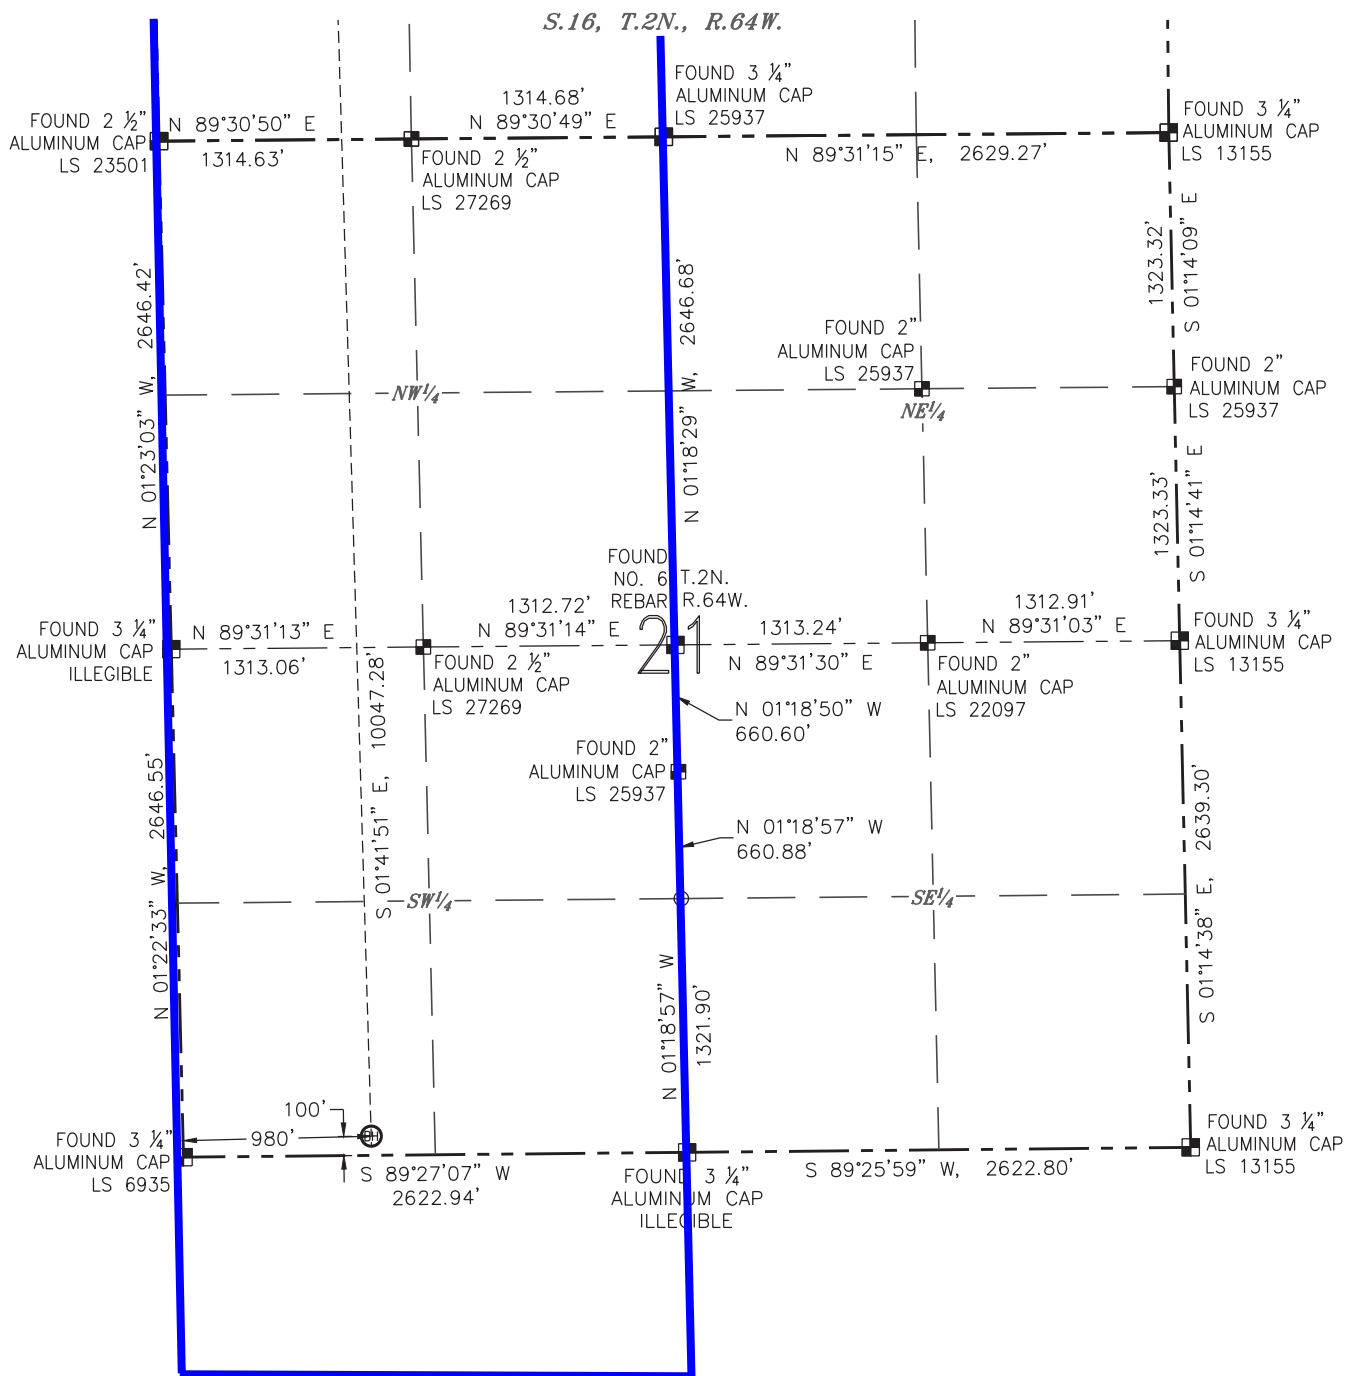 S.16, T.2N., R.64W.
FOUND 3 ¼”
ALUMINUM CAP
LS 25937
1314.68’
N 89°30’49” E
FOUND 2 ½”
ALUMINUM CAP
LS 23501
N 89°30’50” E
1314.63’
FOUND 2 ½”
ALUMINUM CAP
LS 27269
N 89°31’15” E, 2629.27’
FOUND 3 ¼”
ALUMINUM CAP
LS 13155
N 01°23’03” W, 2646.42’
N 01°18’29” W, 2646.68’
S 01°14’09” E
1323.32’
FOUND 2”
ALUMINUM CAP
LS 25937
FOUND 2”
ALUMINUM CAP
LS 25937
NW¼
NE¼
S 01°14’41” E
1323.33’
FOUND
NO. 6
REBAR
T.2N.
R.64W.
21
FOUND 3 ¼”
ALUMINUM CAP
ILLEGIBLE
N 89°31’13” E
1313.06’
1312.72’
N 89°31’14” E
FOUND 2 ½”
ALUMINUM CAP
LS 27269
1313.24’
N 89°31’30” E
1312.91’
N 89°31’03” E
FOUND 2”
ALUMINUM CAP
LS 22097
FOUND 3 ¼”
ALUMINUM CAP
LS 13155
S 01°41’51” E, 10047.28’
N 01°18’50” W
660.60’
FOUND 2”
ALUMINUM CAP
LS 25937
N 01°18’57” W
660.88’
N 01°22’33” W, 2646.55’
SW¼
SE¼
S 01°14’38” E, 2639.30’
N 01°18’57” W
1321.90’
100’
980’
SH
FOUND 3 ¼”
ALUMINUM CAP
LS 6935
S 89°27’07” W
2622.94’
FOUND 3 ¼”
ALUMINUM CAP
ILLEGIBLE
S 89°25’59” W, 2622.80’
FOUND 3 ¼”
ALUMINUM CAP
LS 13155